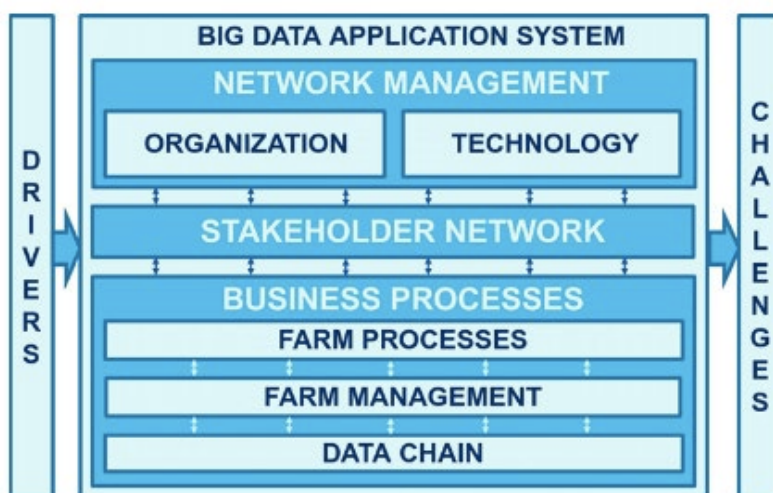 BIG DATA APPLICATION SYSTEM
NETWORK MANAGEMENT
ORGANIZATION
TECHNOLOGY
DRIVERS
STAKEHOLDER NETWORK
CHALLENGES
BUSINESS PROCESSES
FARM PROCESSES
FARM MANAGEMENT
DATA CHAIN